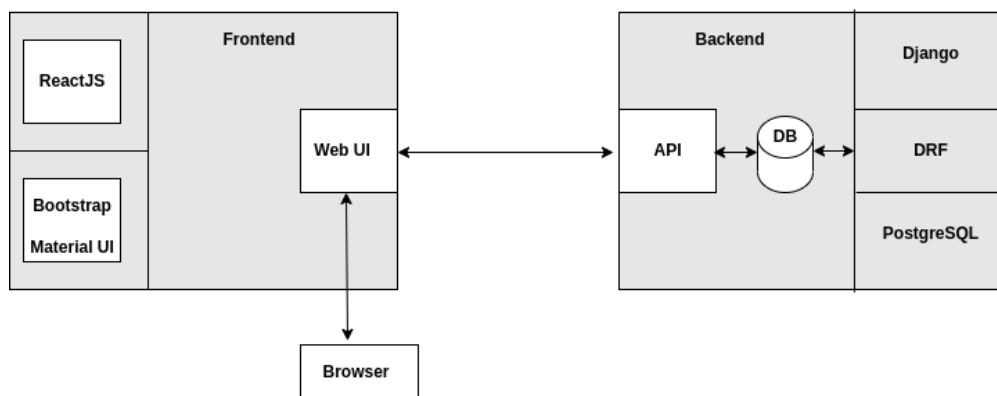 Frontend
ReactJS
Bootstrap
Material UI
Web UI
Browser
Backend
API
DB
Django
DRF
PostgreSQL